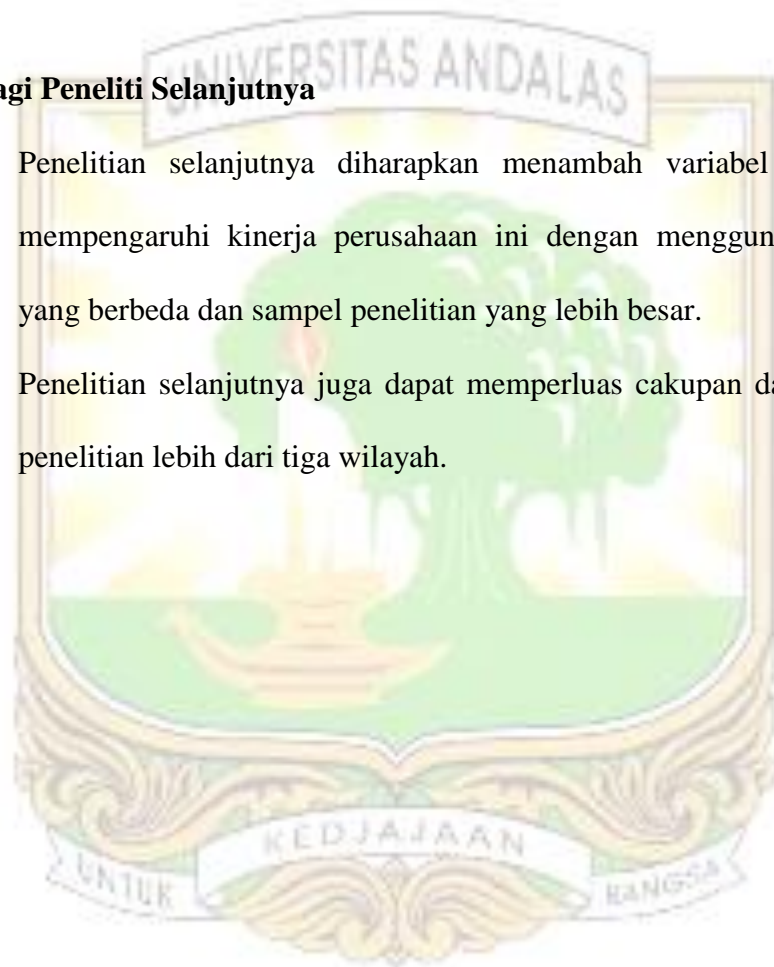 UNIVERSITAS ANDALAS
agi Peneliti Selanjutnya
Penelitian selanjutnya diharapkan menambah variabel
mempengaruhi kinerja perusahaan ini dengan menggun
yang berbeda dan sampel penelitian yang lebih besar.
Penelitian selanjutnya juga dapat memperluas cakupan da
penelitian lebih dari tiga wilayah.
KEDJAJAAN
UNTUK BANGSA